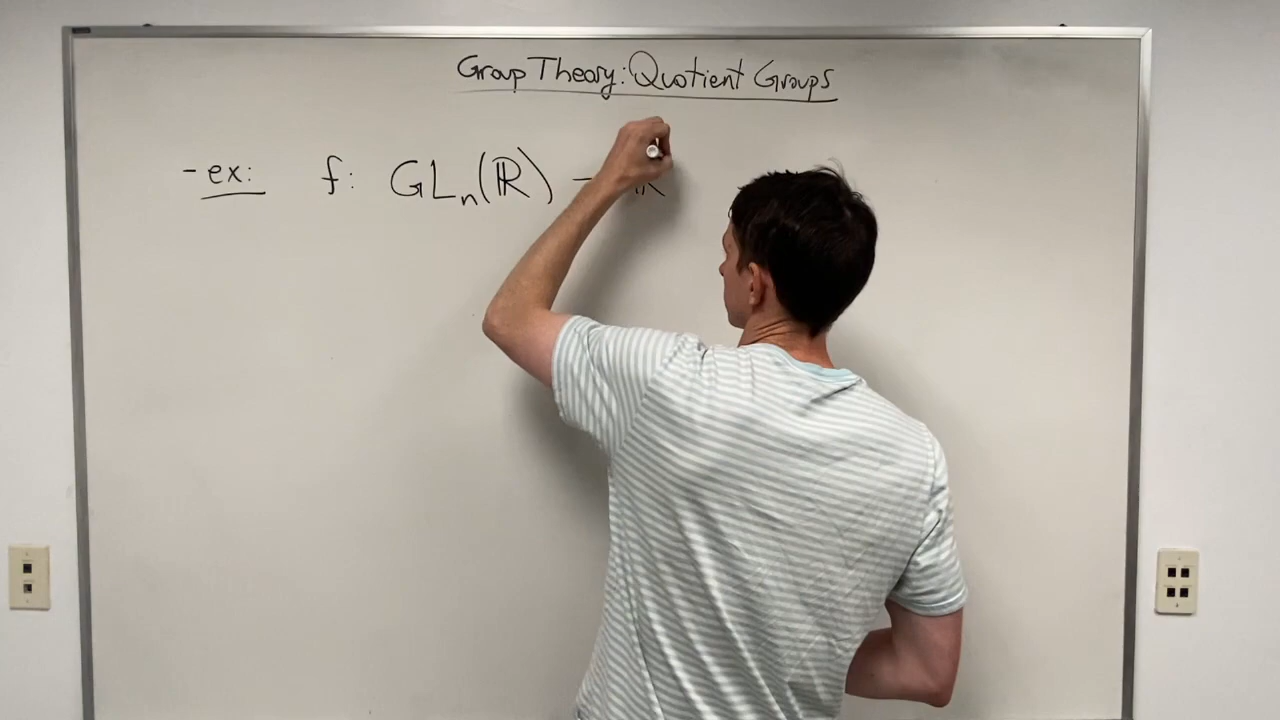 Group Theory: Quotient Groups
- ex: f: GLₙ(ℝ) - ℝ